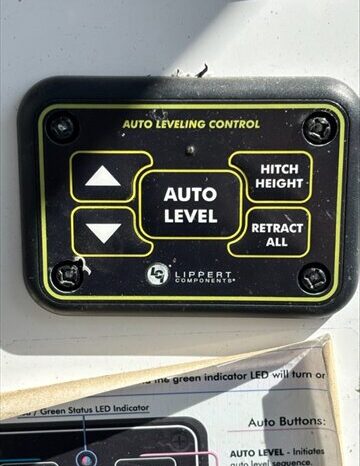 AUTO LEVELING CONTROL
AUTO
LEVEL
HITCH
HEIGHT
RETRACT
ALL
LCI LIPPERT
COMPONENTS®
the green indicator LED will turn or
/ Green Status LED Indicator
Auto Buttons:
AUTO LEVEL - Initiates
auto level sequence.